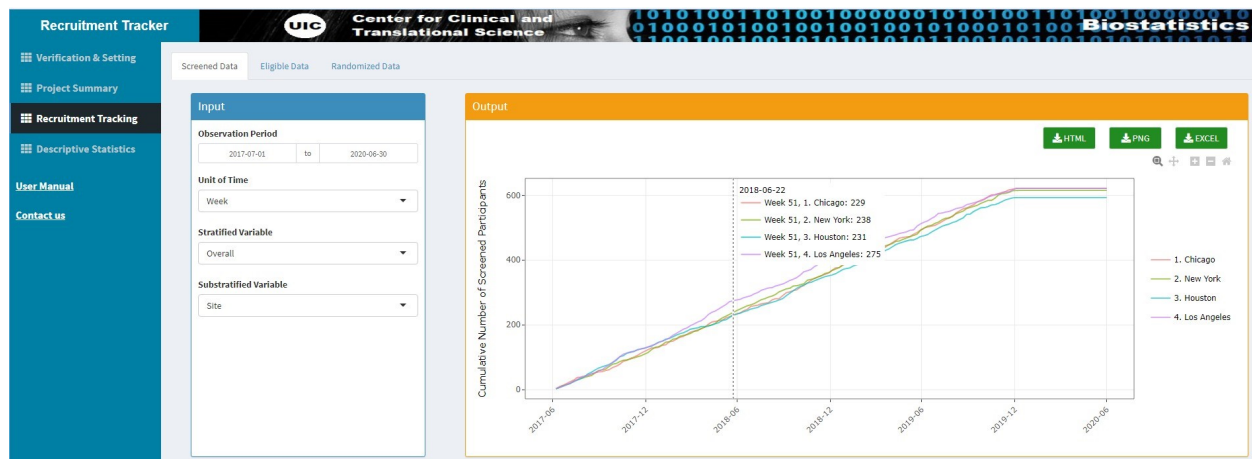 Recruitment Tracker
UIC
Center for Clinical and
Translational Science
Biostatistics
Verification & Setting
Project Summary
Recruitment Tracking
Descriptive Statistics
User Manual
Contact us
Screened Data
Eligible Data
Randomized Data
Input
Observation Period
2017-07-01 to 2020-06-30
Unit of Time
Week
Stratified Variable
Overall
Substratified Variable
Site
Output
HTML
PNG
EXCEL
Cumulative Number of Screened Participants
600
400
200
0
2018-06-22
Week 51, 1. Chicago: 229
Week 51, 2. New York: 238
Week 51, 3. Houston: 231
Week 51, 4. Los Angeles: 275
1. Chicago
2. New York
3. Houston
4. Los Angeles
2017-06
2017-12
2018-06
2018-12
2019-06
2019-12
2020-06